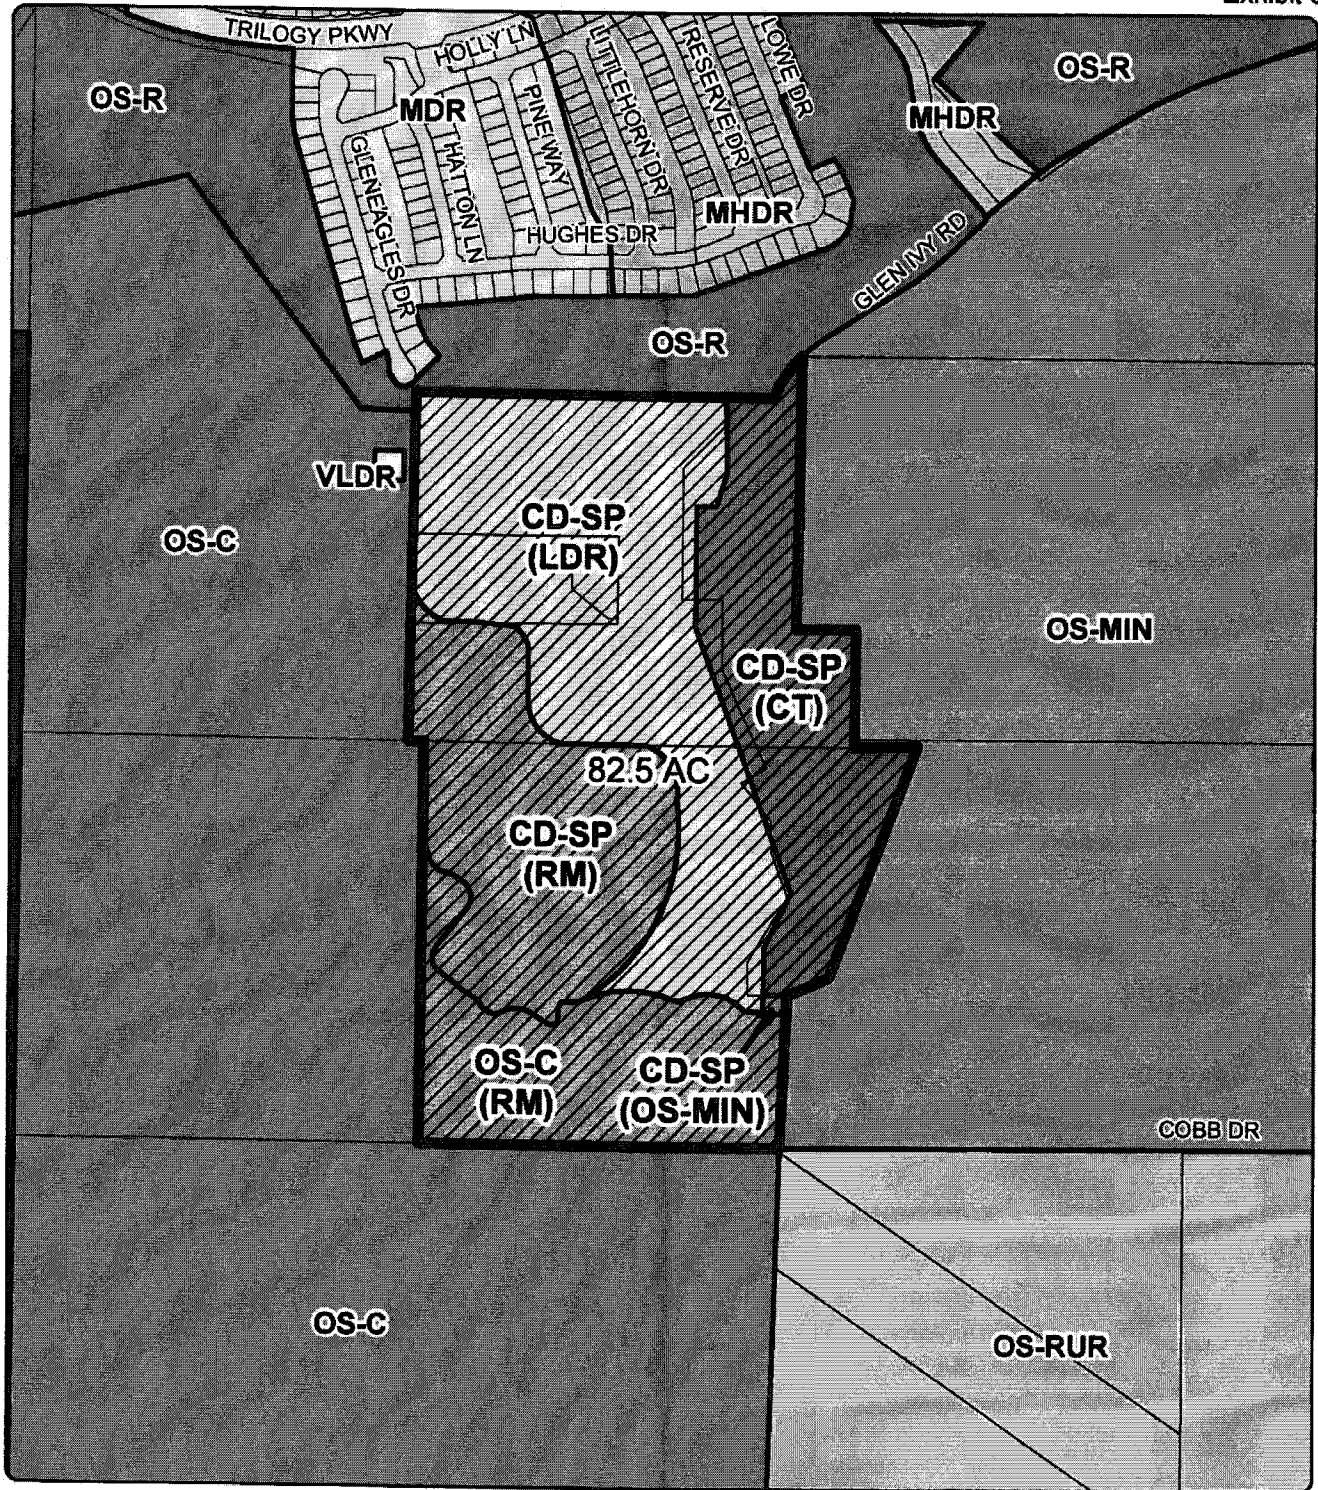 Exhibit
TRILOGY PKWY
HOLLY LN
LITTLEHORN DR
RESERVE DR
LOWE DR
OS-R
OS-R
MDR
MHDR
PINEWAY
GLENEAGLES DR
HATTON LN
MHDR
HUGHES DR
GLEN IVY RD
OS-R
VLDR
CD-SP
(LDR)
OS-C
OS-MIN
CD-SP
(CT)
82.5 AC
CD-SP
(RM)
OS-C
(RM)
CD-SP
(OS-MIN)
COBB DR
OS-C
OS-RUR